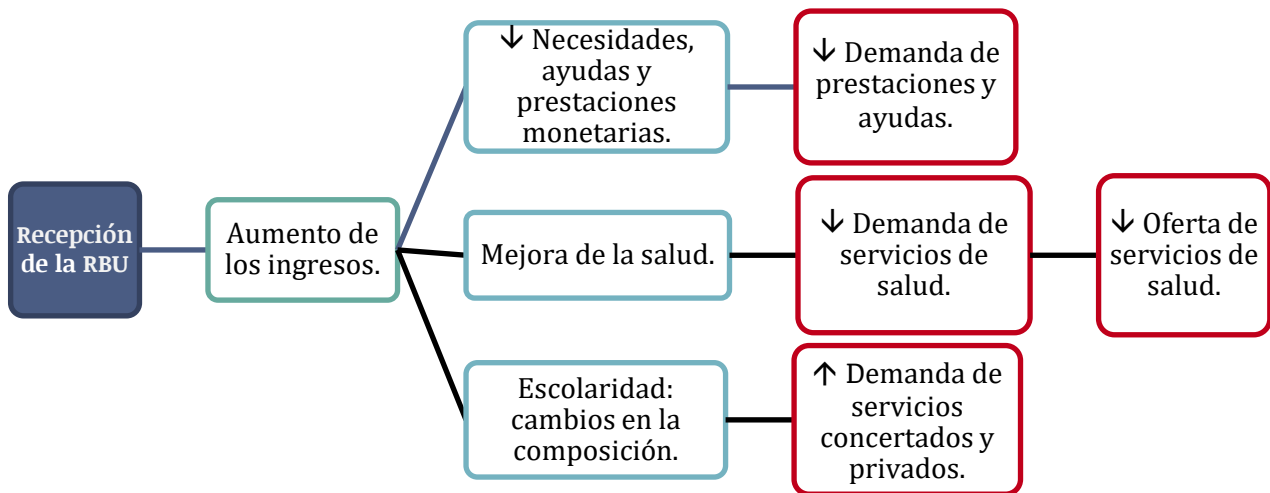 Recepción
de la RBU
Aumento de
los ingresos.
↓ Necesidades,
ayudas y
prestaciones
monetarias.
↓ Demanda de
prestaciones y
ayudas.
Mejora de la salud.
↓ Demanda de
servicios de
salud.
↓ Oferta de
servicios de
salud.
Escolaridad:
cambios en la
composición.
↑ Demanda de
servicios
concertados y
privados.